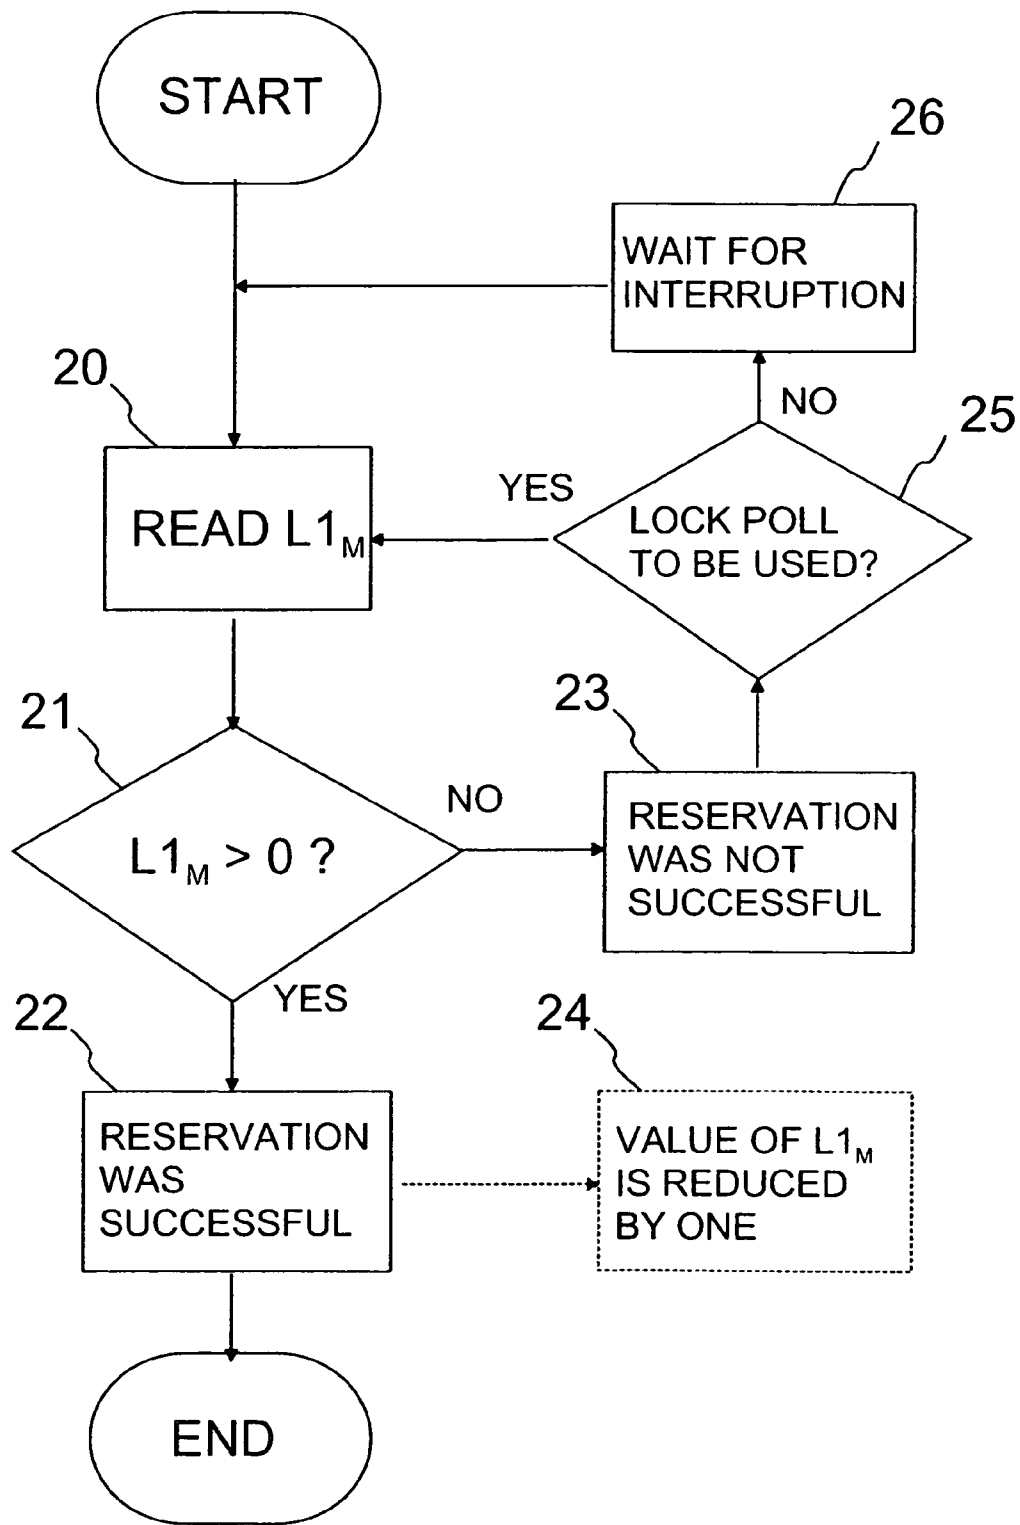 START
26
WAIT FOR
INTERRUPTION
20
NO
25
YES
READ L1M
LOCK POLL
TO BE USED?
21
23
NO
L1M > 0 ?
RESERVATION
WAS NOT
SUCCESSFUL
YES
22
24
RESERVATION
WAS
SUCCESSFUL
VALUE OF L1M
IS REDUCED
BY ONE
END